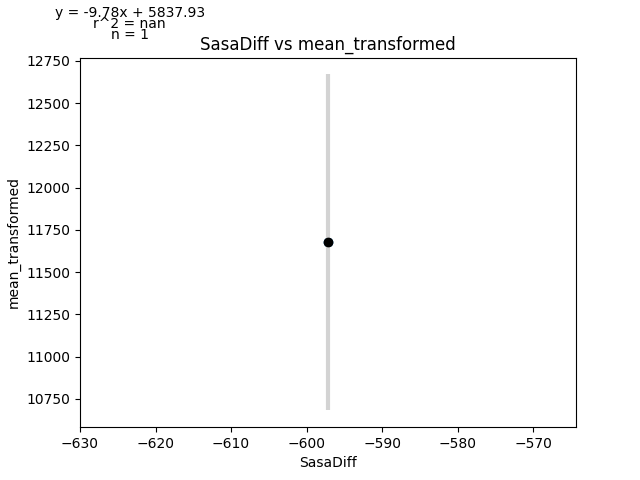 y = -9.78x + 5837.93
r^2 = nan
n = 1
SasaDiff vs mean_transformed
12750
12500
12250
12000
11750
11500
11250
11000
10750
mean_transformed
−630 −620 −610 −600 −590 −580 −570
SasaDiff